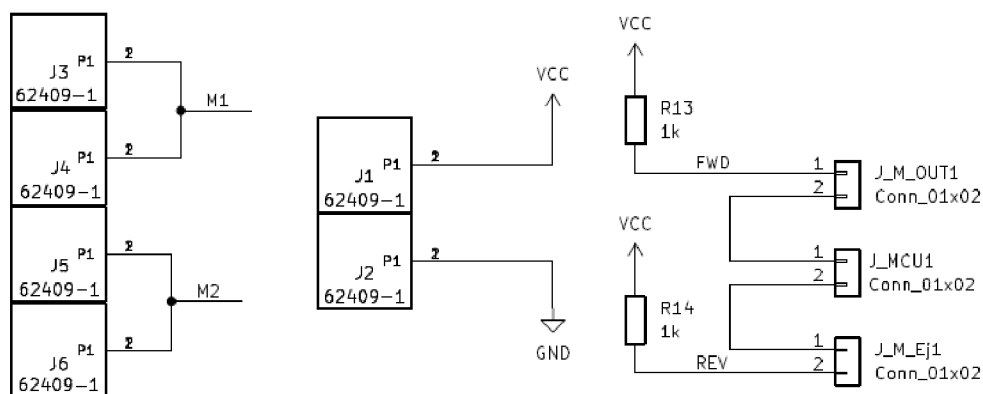 J3
62409-1
P1
2
J4
62409-1
P1
2
M1
J5
62409-1
P1
2
J6
62409-1
P1
2
M2
VCC
J1
62409-1
P1
2
J2
62409-1
P1
2
GND
VCC
R13
1k
FWD
1
2
J_M_OUT1
Conn_01x02
1
2
J_MCU1
Conn_01x02
VCC
R14
1k
REV
1
2
J_M_Ej1
Conn_01x02